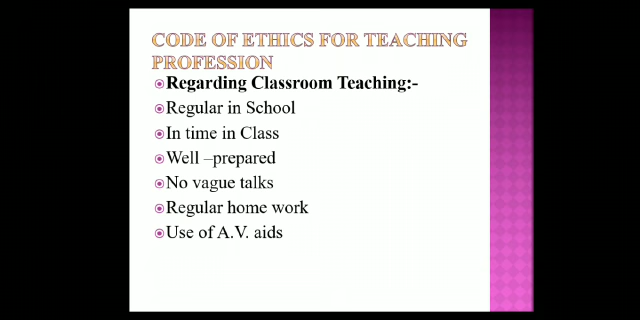 CODE OF ETHICS FOR TEACHING
PROFESSION
Regarding Classroom Teaching:-
Regular in School
In time in Class
Well –prepared
No vague talks
Regular home work
Use of A.V. aids